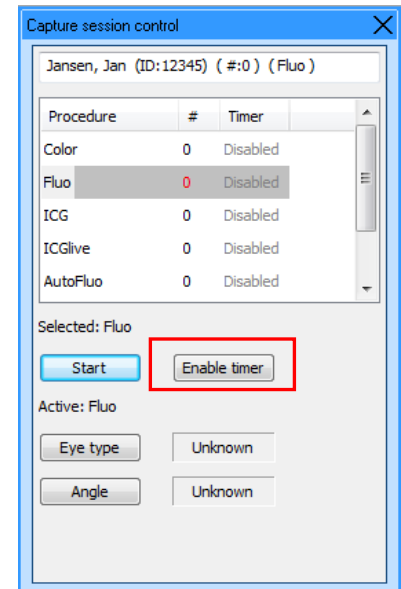 Capture session control
Jansen, Jan (ID:12345) ( #:0 ) ( Fluo )
Procedure # Timer
Color 0 Disabled
Fluo 0 Disabled
ICG 0 Disabled
ICGlive 0 Disabled
AutoFluo 0 Disabled
Selected: Fluo
Start Enable timer
Active: Fluo
Eye type Unknown
Angle Unknown